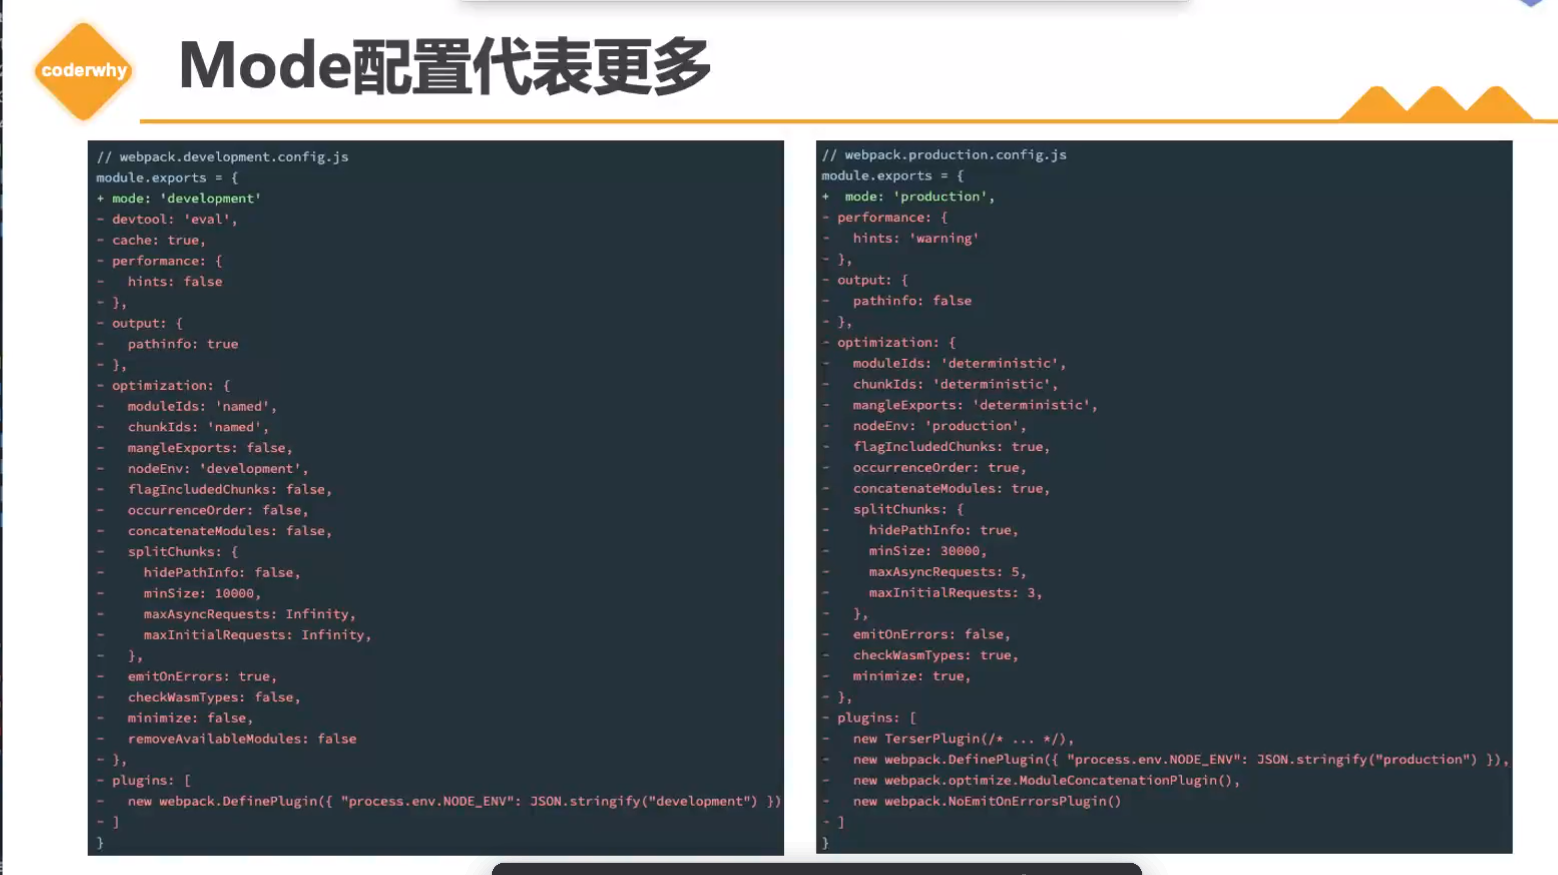 coderwhy
Mode配置代表更多
// webpack.development.config.js
module.exports = {
+ mode: 'development'
- devtool: 'eval',
- cache: true,
- performance: {
-   hints: false
- },
- output: {
-   pathinfo: true
- },
- optimization: {
-   moduleIds: 'named',
-   chunkIds: 'named',
-   mangleExports: false,
-   nodeEnv: 'development',
-   flagIncludedChunks: false,
-   occurrenceOrder: false,
-   concatenateModules: false,
-   splitChunks: {
-     hidePathInfo: false,
-     minSize: 10000,
-     maxAsyncRequests: Infinity,
-     maxInitialRequests: Infinity,
-   },
-   emitOnErrors: true,
-   checkWasmTypes: false,
-   minimize: false,
-   removeAvailableModules: false
- },
- plugins: [
-   new webpack.DefinePlugin({ "process.env.NODE_ENV": JSON.stringify("development") })
- ]
}
// webpack.production.config.js
module.exports = {
+  mode: 'production',
- performance: {
-   hints: 'warning'
- },
- output: {
-   pathinfo: false
- },
- optimization: {
-   moduleIds: 'deterministic',
-   chunkIds: 'deterministic',
-   mangleExports: 'deterministic',
-   nodeEnv: 'production',
-   flagIncludedChunks: true,
-   occurrenceOrder: true,
-   concatenateModules: true,
-   splitChunks: {
-     hidePathInfo: true,
-     minSize: 30000,
-     maxAsyncRequests: 5,
-     maxInitialRequests: 3,
-   },
-   emitOnErrors: false,
-   checkWasmTypes: true,
-   minimize: true,
- },
- plugins: [
-   new TerserPlugin(/* ... */),
-   new webpack.DefinePlugin({ "process.env.NODE_ENV": JSON.stringify("production") }),
-   new webpack.optimize.ModuleConcatenationPlugin(),
-   new webpack.NoEmitOnErrorsPlugin()
- ]
}